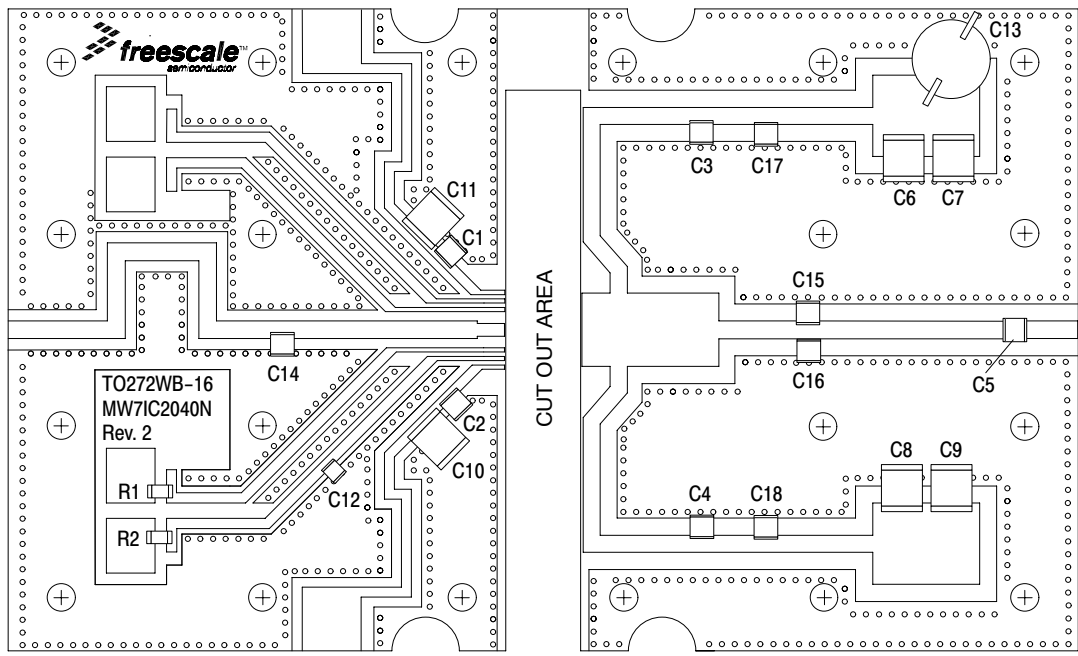 freescale™
semiconductor
C13
C3
C17
C6
C7
C11
C1
CUT OUT AREA
C15
C14
C16
C5
TO272WB-16
MW7IC2040N
Rev. 2
C2
C10
C8
C9
R1
C12
C4
C18
R2